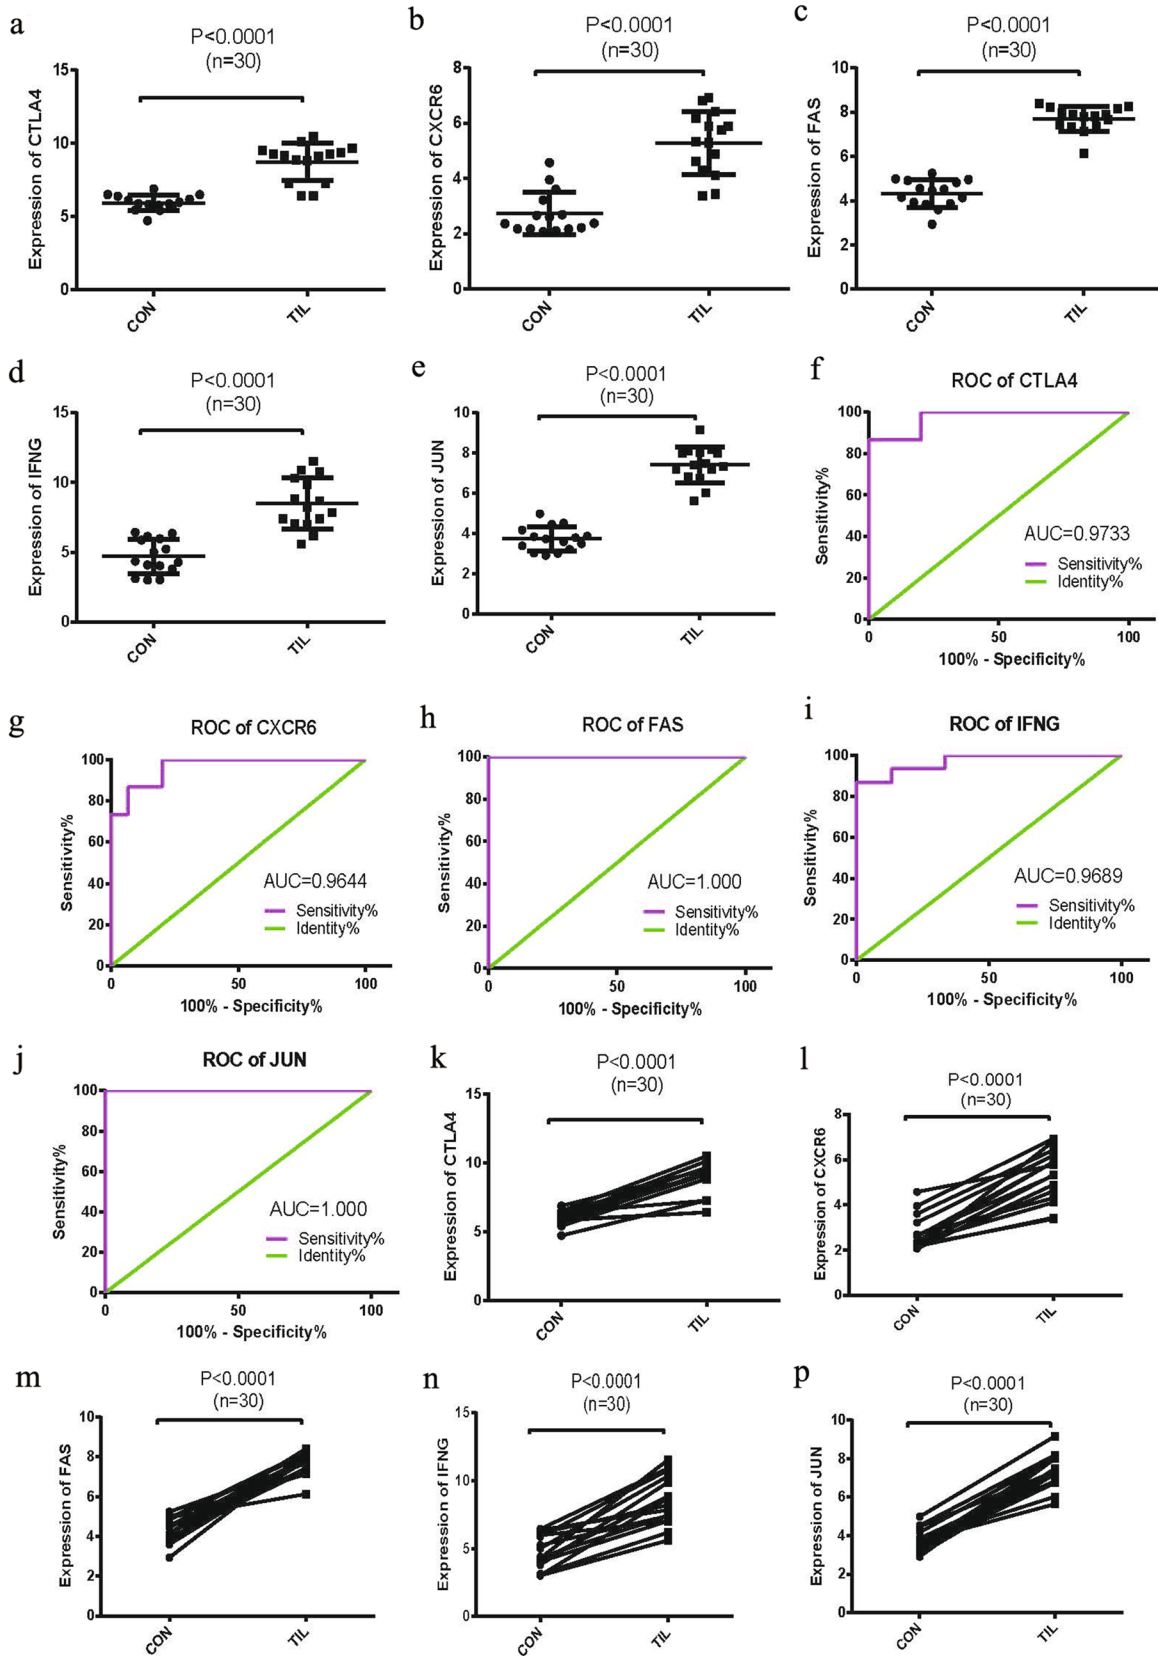 a
P<0.0001
(n=30)
Expression of CTLA4
15
10
5
0
CON
TIL
b
P<0.0001
(n=30)
Expression of CXCR6
8
6
4
2
0
CON
TIL
c
P<0.0001
(n=30)
Expression of FAS
10
8
6
4
2
0
CON
TIL
d
P<0.0001
(n=30)
Expression of IFNG
15
10
5
0
CON
TIL
e
P<0.0001
(n=30)
Expression of JUN
10
8
6
4
2
0
CON
TIL
f
ROC of CTLA4
Sensitivity%
100
80
60
40
20
0
AUC=0.9733
Sensitivity%
Identity%
0
50
100
100% - Specificity%
g
ROC of CXCR6
Sensitivity%
100
80
60
40
20
0
AUC=0.9644
Sensitivity%
Identity%
0
50
100
100% - Specificity%
h
ROC of FAS
Sensitivity%
100
80
60
40
20
0
AUC=1.000
Sensitivity%
Identity%
0
50
100
100% - Specificity%
i
ROC of IFNG
Sensitivity%
100
80
60
40
20
0
AUC=0.9689
Sensitivity%
Identity%
0
50
100
100% - Specificity%
j
ROC of JUN
Sensitivity%
100
80
60
40
20
0
AUC=1.000
Sensitivity%
Identity%
0
50
100
100% - Specificity%
k
P<0.0001
(n=30)
Expression of CTLA4
15
10
5
0
CON
TIL
l
P<0.0001
(n=30)
Expression of CXCR6
8
6
4
2
0
CON
TIL
m
P<0.0001
(n=30)
Expression of FAS
10
8
6
4
2
0
CON
TIL
n
P<0.0001
(n=30)
Expression of IFNG
15
10
5
0
CON
TIL
p
P<0.0001
(n=30)
Expression of JUN
10
8
6
4
2
0
CON
TIL